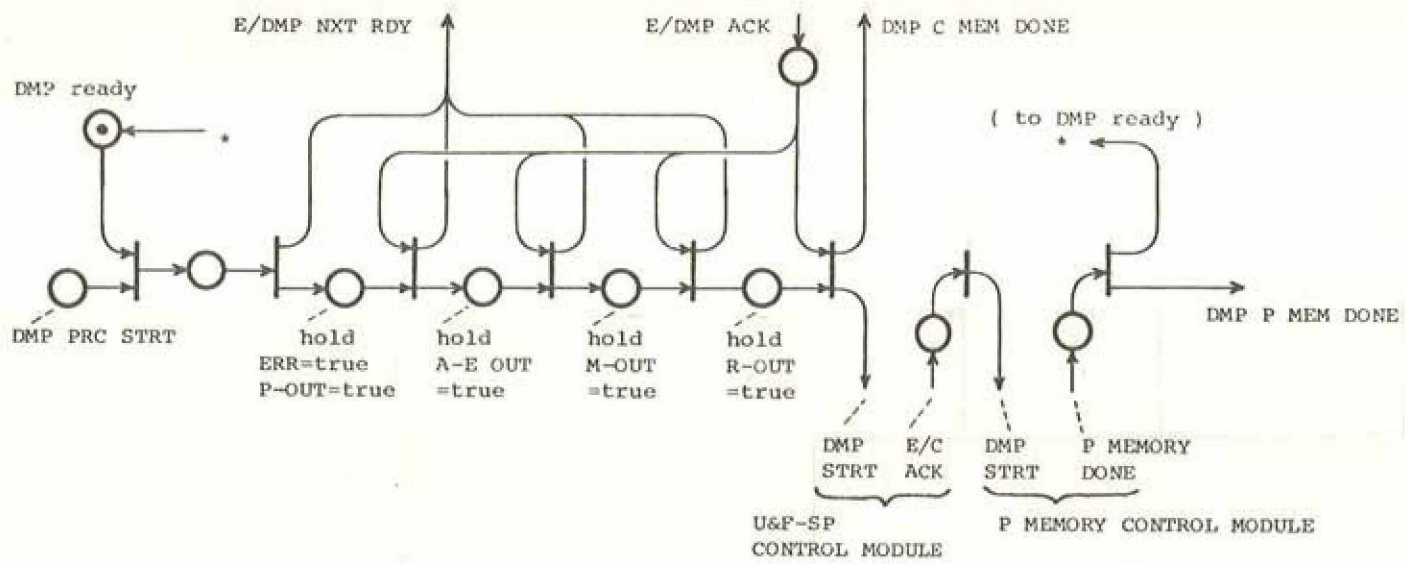 E/DMP NXT RDY
E/DMP ACK
DMP C MEM DONE
DMP ready
*
( to DMP ready )
*
DMP PRC STRT
hold
ERR=true
P-OUT=true
hold
A-E OUT
=true
hold
M-OUT
=true
hold
R-OUT
=true
DMP P MEM DONE
DMP
STRT
E/C
ACK
DMP
STRT
P MEMORY
DONE
U&F-SP
CONTROL MODULE
P MEMORY CONTROL MODULE